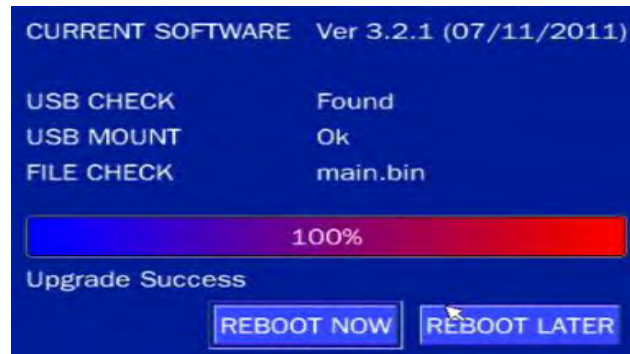 CURRENT SOFTWARE Ver 3.2.1 (07/11/2011)
USB CHECK Found
USB MOUNT Ok
FILE CHECK main.bin
100%
Upgrade Success
REBOOT NOW REBOOT LATER